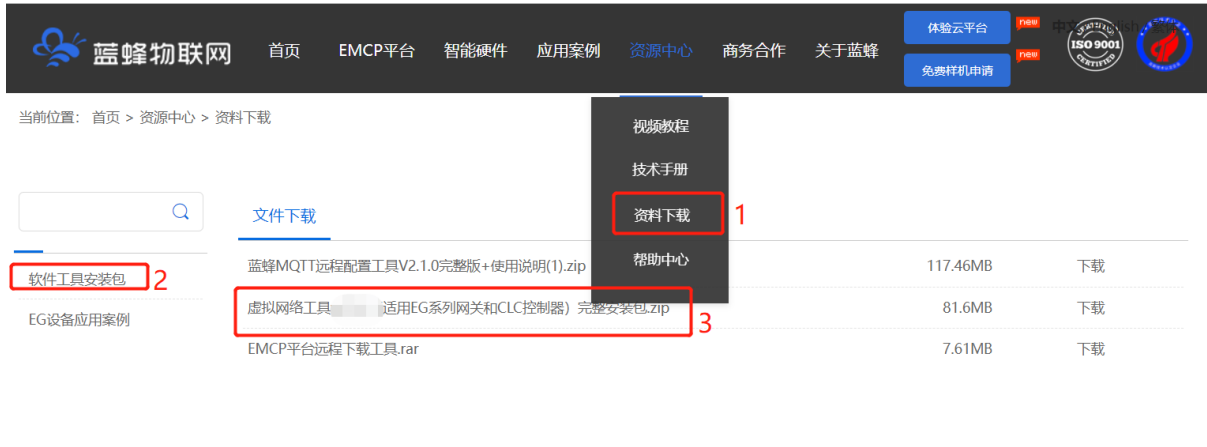 体验云平台 new
蓝蜂物联网 首页 EMCP平台 智能硬件 应用案例 资源中心 商务合作 关于蓝蜂
免费样机申请 new
中文 English 繁体
CERTIFIED
ISO 9001
CERTIFIED
当前位置： 首页 > 资源中心 > 资料下载
视频教程
技术手册
资料下载 1
帮助中心
文件下载
软件工具安装包 2
EG设备应用案例
蓝蜂MQTT远程配置工具V2.1.0完整版+使用说明(1).zip 117.46MB 下载
虚拟网络工具 适用EG系列网关和CLC控制器）完整安装包.zip 81.6MB 下载
3
EMCP平台远程下载工具.rar 7.61MB 下载